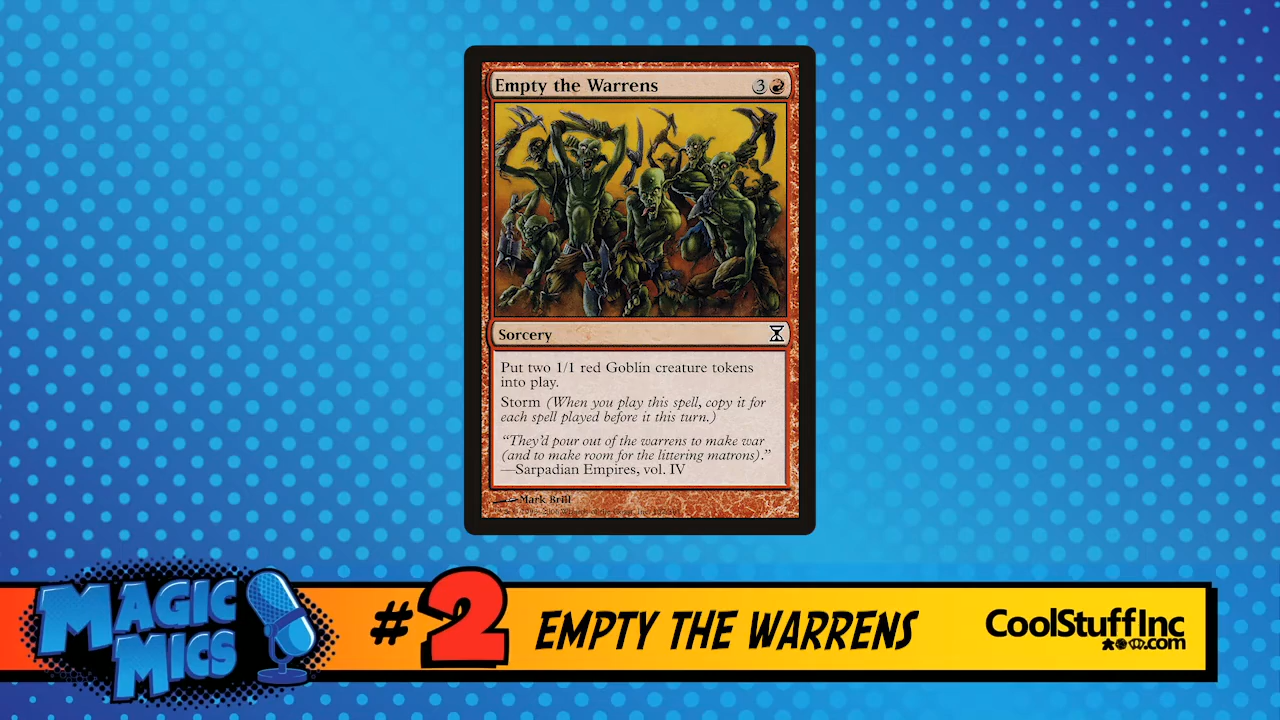 Empty the Warrens 3
Sorcery
Put two 1/1 red Goblin creature tokens
into play.
Storm (When you play this spell, copy it for
each spell played before it this turn.)
"They'd pour out of the warrens to make war
(and to make room for the littering matrons)."
—Sarpadian Empires, vol. IV
Mark Brill
MAGIC
MICS
#2 EMPTY THE WARRENS
CoolStuffInc
.com